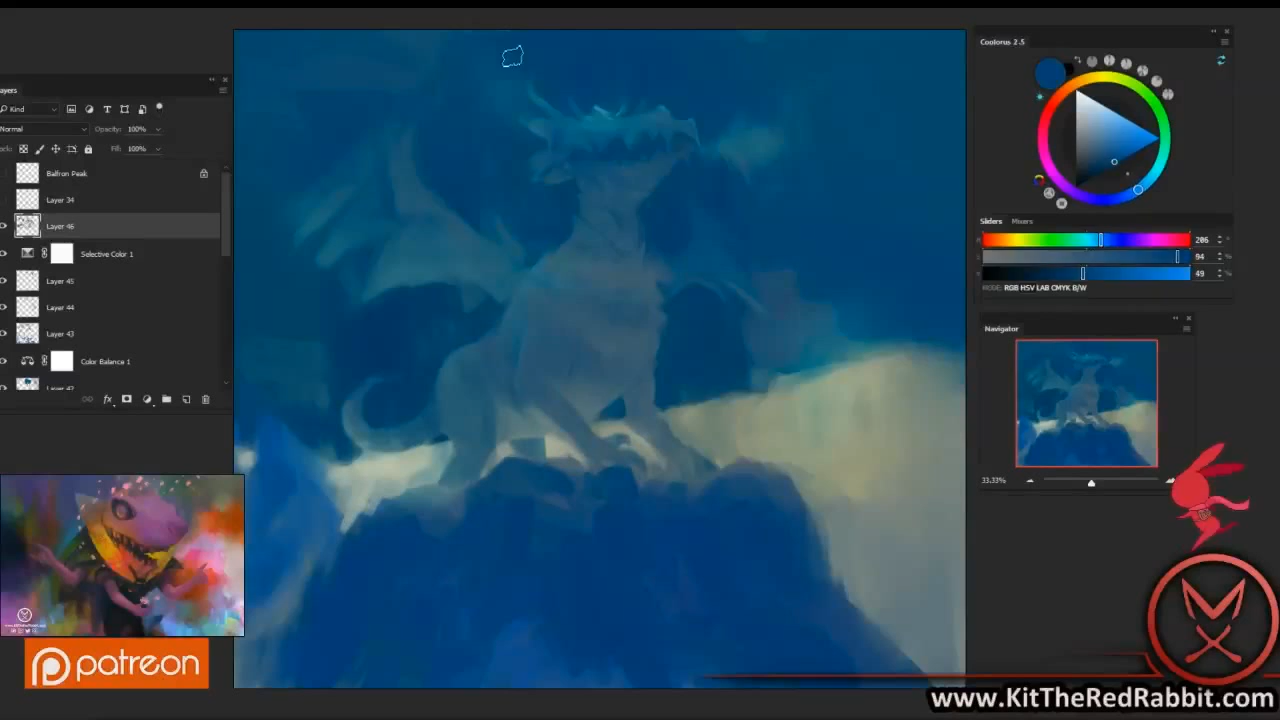 Coolorus 2.5
ayers
Kind
Normal
Opacity: 100%
Fill: 100%
Balfron Peak
Layer 34
Layer 46
Selective Color 1
Layer 45
Layer 44
Layer 43
Color Balance 1
Sliders Mixers
206
94
49
MODE: RGB HSV LAB CMYK B/W
Navigator
33.33%
patreon
www.KitTheRedRabbit.com